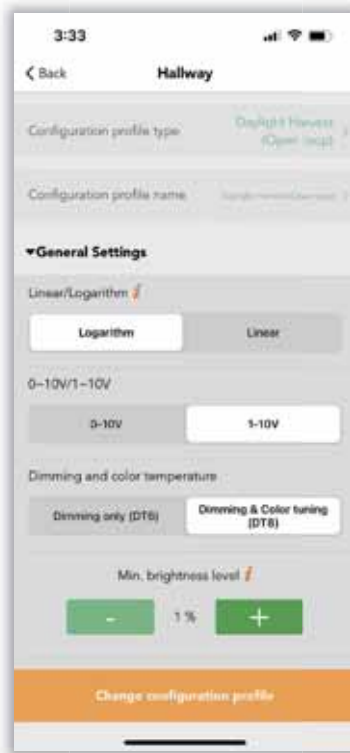 3:33
Back
Hallway
Configuration profile type
Daylight Harvest
(Open loop)
Configuration profile name
▾General Settings
Linear/Logarithm i
Logarithm
Linear
0-10V/1-10V
0-10V
1-10V
Dimming and color temperature
Dimming only (DT6)
Dimming & Color tuning
(DT8)
Min. brightness level i
-
1 %
+
Change configuration profile